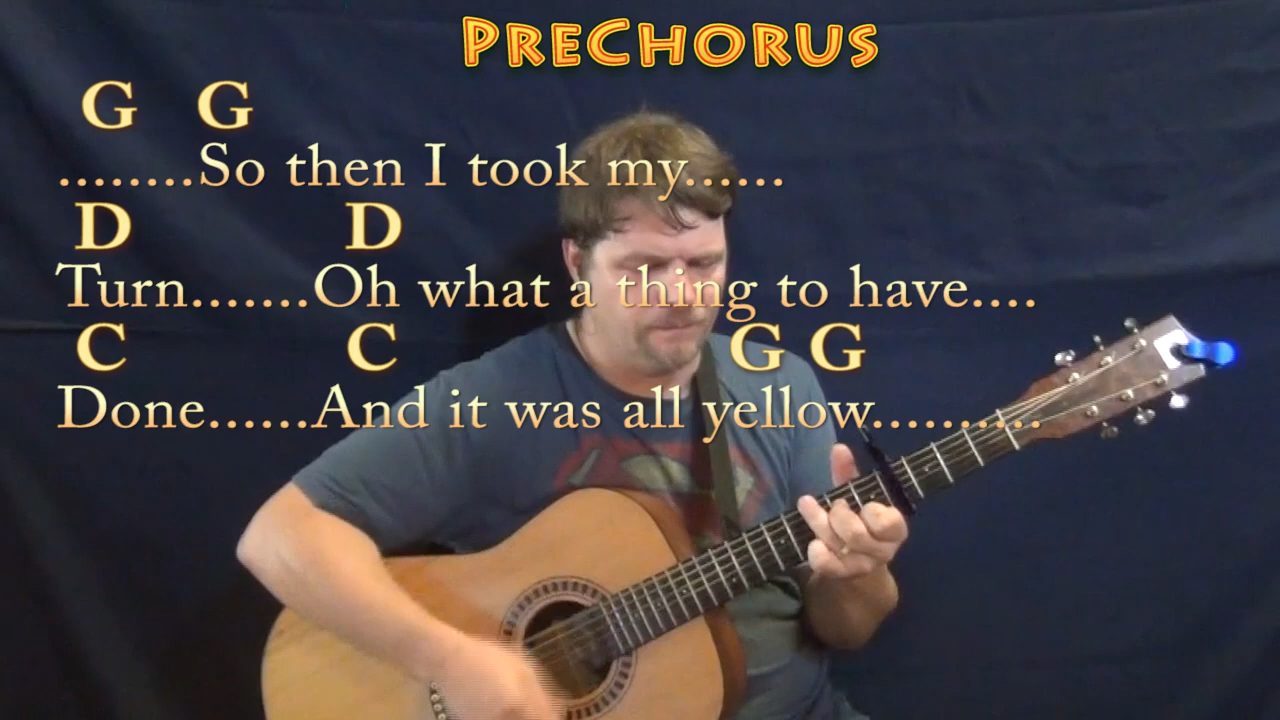 PreChorus
G G
........So then I took my......
D D
Turn.......Oh what a thing to have....
C C G G
Done......And it was all yellow..........